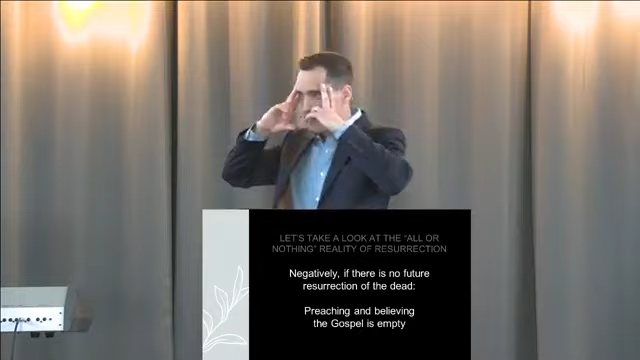 LET'S TAKE A LOOK AT THE "ALL OR
NOTHING" REALITY OF RESURRECTION
Negatively, if there is no future
resurrection of the dead:
Preaching and believing
the Gospel is empty